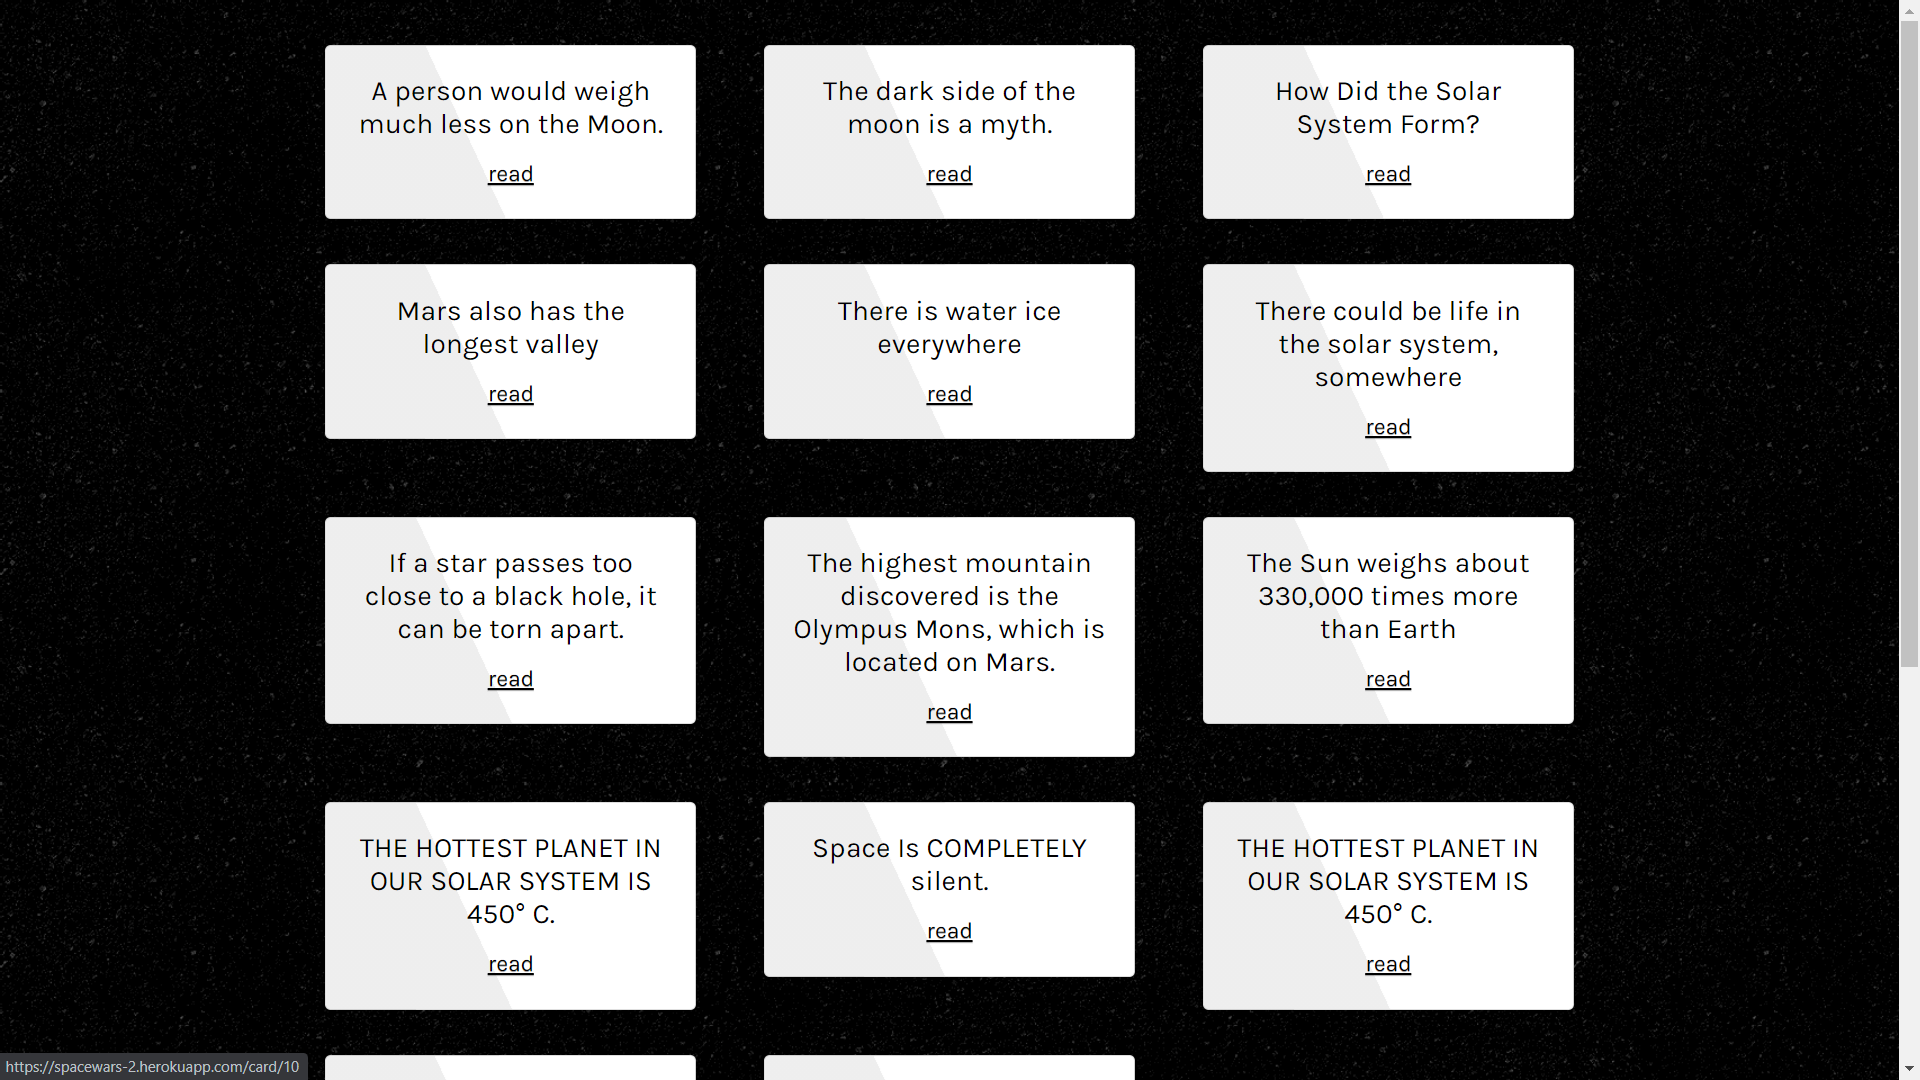 A person would weigh
much less on the Moon.
read
The dark side of the
moon is a myth.
read
How Did the Solar
System Form?
read
Mars also has the
longest valley
read
There is water ice
everywhere
read
There could be life in
the solar system,
somewhere
read
If a star passes too
close to a black hole, it
can be torn apart.
read
The highest mountain
discovered is the
Olympus Mons, which is
located on Mars.
read
The Sun weighs about
330,000 times more
than Earth
read
THE HOTTEST PLANET IN
OUR SOLAR SYSTEM IS
450° C.
read
Space Is COMPLETELY
silent.
read
THE HOTTEST PLANET IN
OUR SOLAR SYSTEM IS
450° C.
read
https://spacewars-2.herokuapp.com/card/10